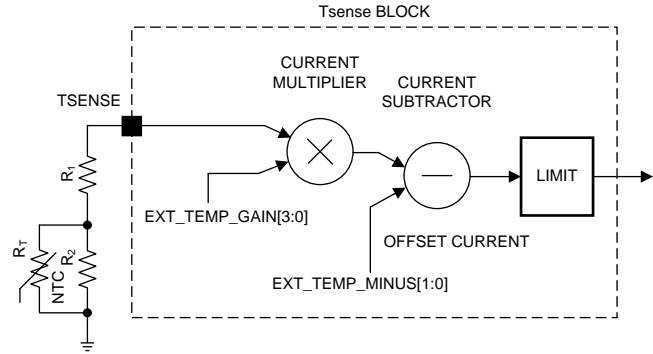 Tsense BLOCK
CURRENT
MULTIPLIER
CURRENT
SUBTRACTOR
TSENSE
R1
LIMIT
EXT_TEMP_GAIN[3:0]
RT
NTC
R2
OFFSET CURRENT
EXT_TEMP_MINUS[1:0]